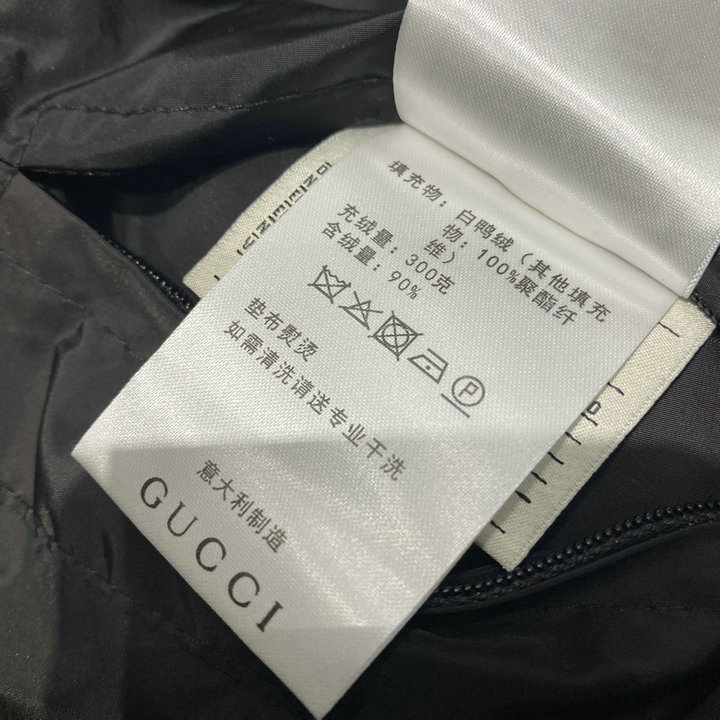 填充物：白鸭绒（其他填充
物：100%聚酯纤
维）
充绒量：300克
含绒量：90%
P
垫布熨烫
如需清洗请送专业干洗
意大利制造
GUCCI